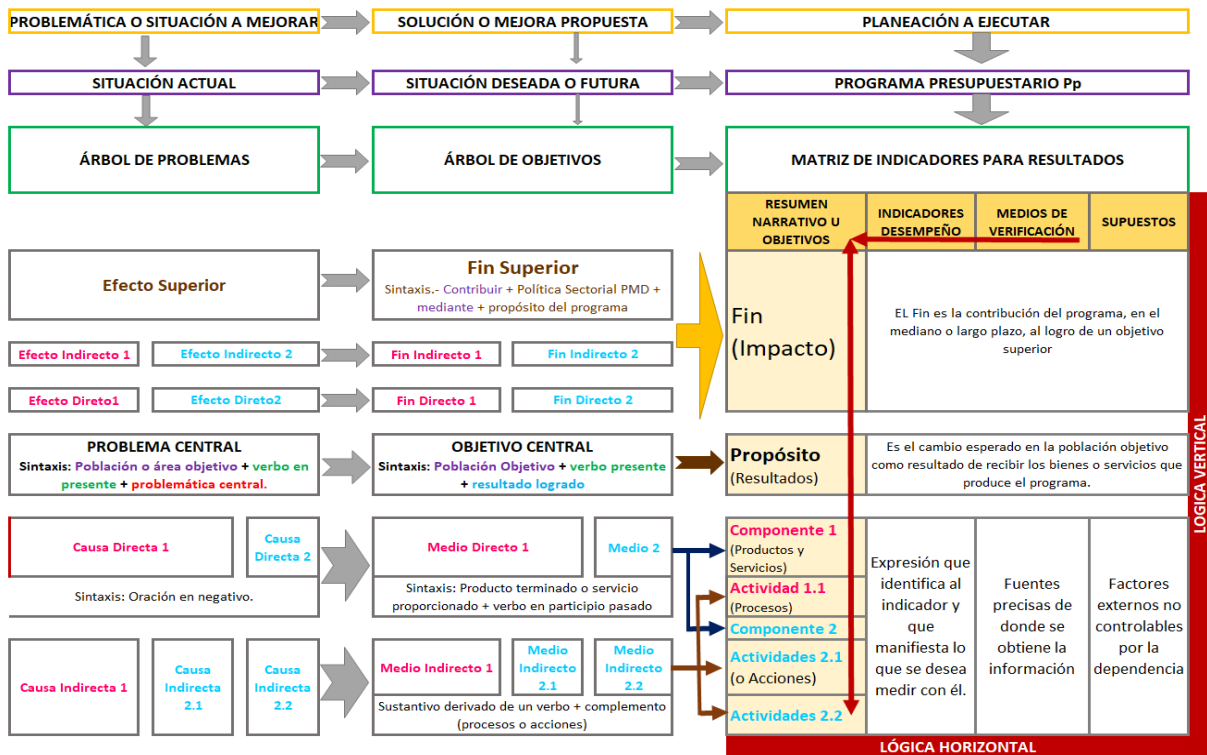 PROBLEMÁTICA O SITUACIÓN A MEJORAR
SOLUCIÓN O MEJORA PROPUESTA
PLANEACIÓN A EJECUTAR
SITUACIÓN ACTUAL
SITUACIÓN DESEADA O FUTURA
PROGRAMA PRESUPUESTARIO Pp
ÁRBOL DE PROBLEMAS
ÁRBOL DE OBJETIVOS
MATRIZ DE INDICADORES PARA RESULTADOS
RESUMEN
NARRATIVO U
OBJETIVOS
INDICADORES
DESEMPEÑO
MEDIOS DE
VERIFICACIÓN
SUPUESTOS
Efecto Superior
Fin Superior
Sintaxis.- Contribuir + Política Sectorial PMD +
mediante + propósito del programa
Fin
(Impacto)
EL Fin es la contribución del programa, en el
mediano o largo plazo, al logro de un objetivo
superior
Efecto Indirecto 1
Efecto Indirecto 2
Fin Indirecto 1
Fin Indirecto 2
Efecto Direto1
Efecto Direto2
Fin Directo 1
Fin Directo 2
PROBLEMA CENTRAL
Sintaxis: Población o área objetivo + verbo en
presente + problemática central.
OBJETIVO CENTRAL
Sintaxis: Población Objetivo + verbo presente
+ resultado logrado
Propósito
(Resultados)
Es el cambio esperado en la población objetivo
como resultado de recibir los bienes o servicios que
produce el programa.
Causa Directa 1
Causa
Directa 2
Sintaxis: Oración en negativo.
Medio Directo 1
Medio 2
Sintaxis: Producto terminado o servicio
proporcionado + verbo en participio pasado
Componente 1
(Productos y
Servicios)
Actividad 1.1
(Procesos)
Componente 2
Actividades 2.1
(o Acciones)
Actividades 2.2
Expresión que
identifica al
indicador y
que
manifiesta lo
que se desea
medir con él.
Fuentes
precisas de
donde se
obtiene la
información
Factores
externos no
controlables
por la
dependencia
Causa Indirecta 1
Causa
Indirecta
2.1
Causa
Indirecta
2.2
Medio Indirecto 1
Medio
Indirecto
2.1
Medio
Indirecto
2.2
Sustantivo derivado de un verbo + complemento
(procesos o acciones)
LOGICA VERTICAL
LÓGICA HORIZONTAL